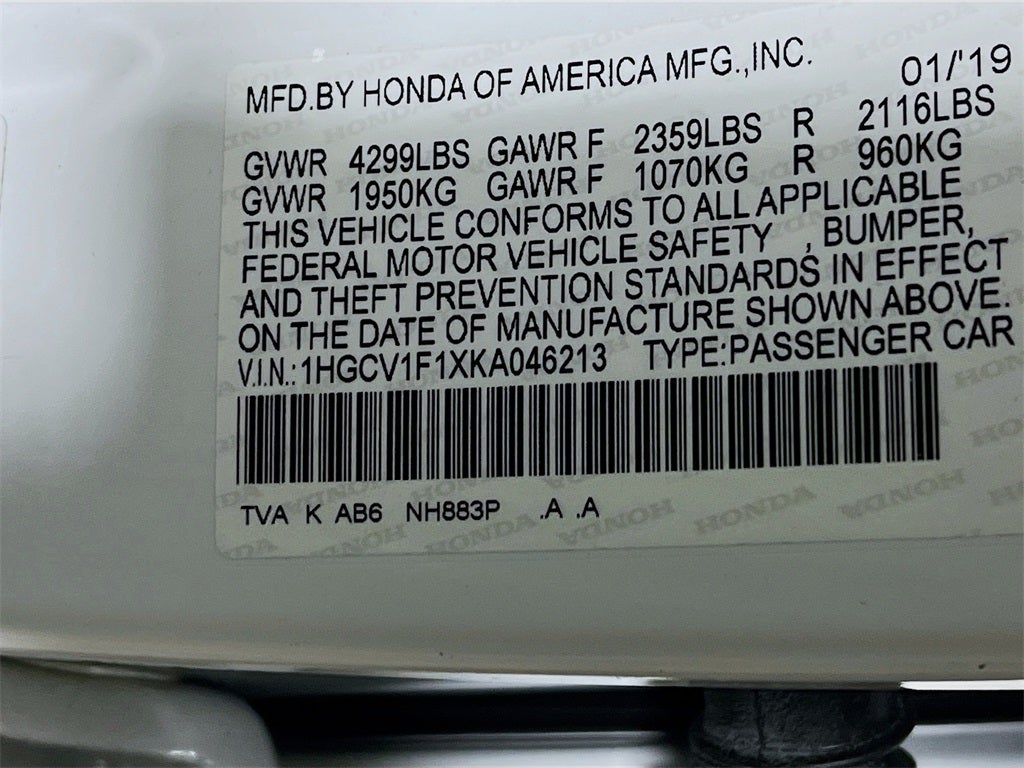 MFD.BY HONDA OF AMERICA MFG.,INC. 01/'19
GVWR 4299LBS GAWR F 2359LBS R 2116LBS
GVWR 1950KG GAWR F 1070KG R 960KG
THIS VEHICLE CONFORMS TO ALL APPLICABLE
FEDERAL MOTOR VEHICLE SAFETY , BUMPER,
AND THEFT PREVENTION STANDARDS IN EFFECT
ON THE DATE OF MANUFACTURE SHOWN ABOVE.
V.I.N.:1HGCV1F1XKA046213 TYPE:PASSENGER CAR
TVA K AB6 NH883P .A .A